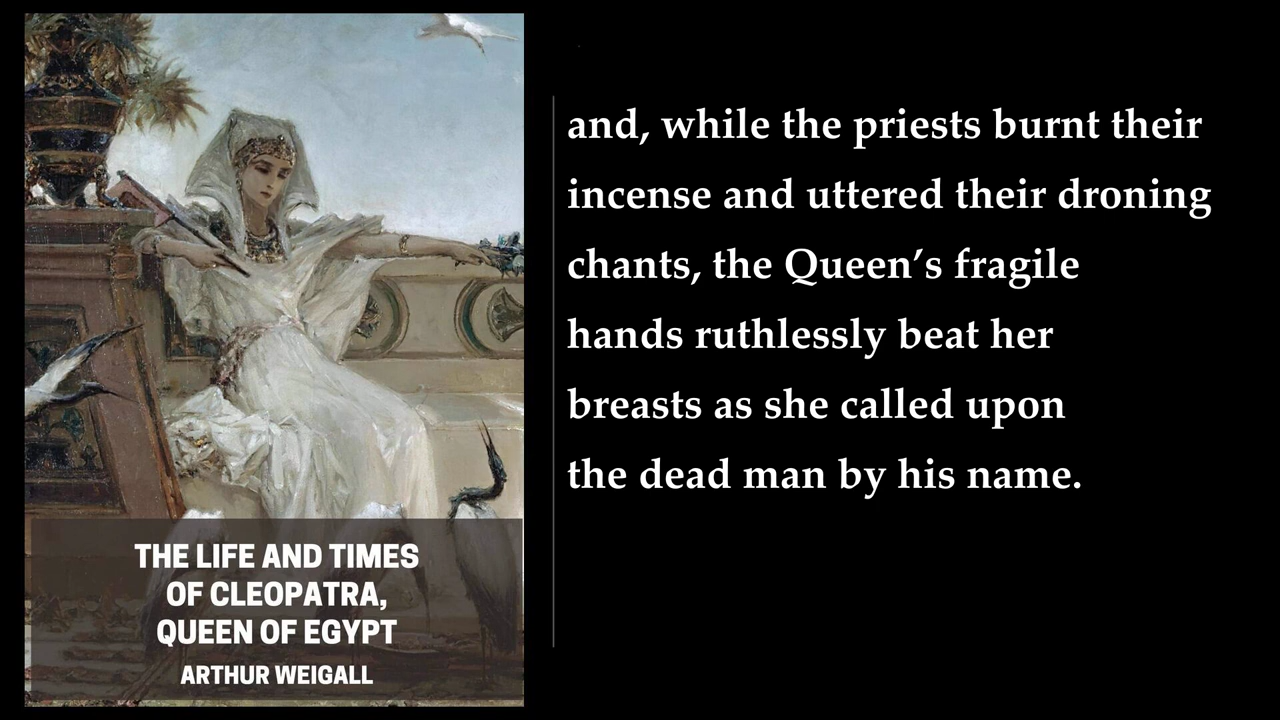 and, while the priests burnt their
incense and uttered their droning
chants, the Queen’s fragile
hands ruthlessly beat her
breasts as she called upon
the dead man by his name.
THE LIFE AND TIMES
OF CLEOPATRA,
QUEEN OF EGYPT
ARTHUR WEIGALL